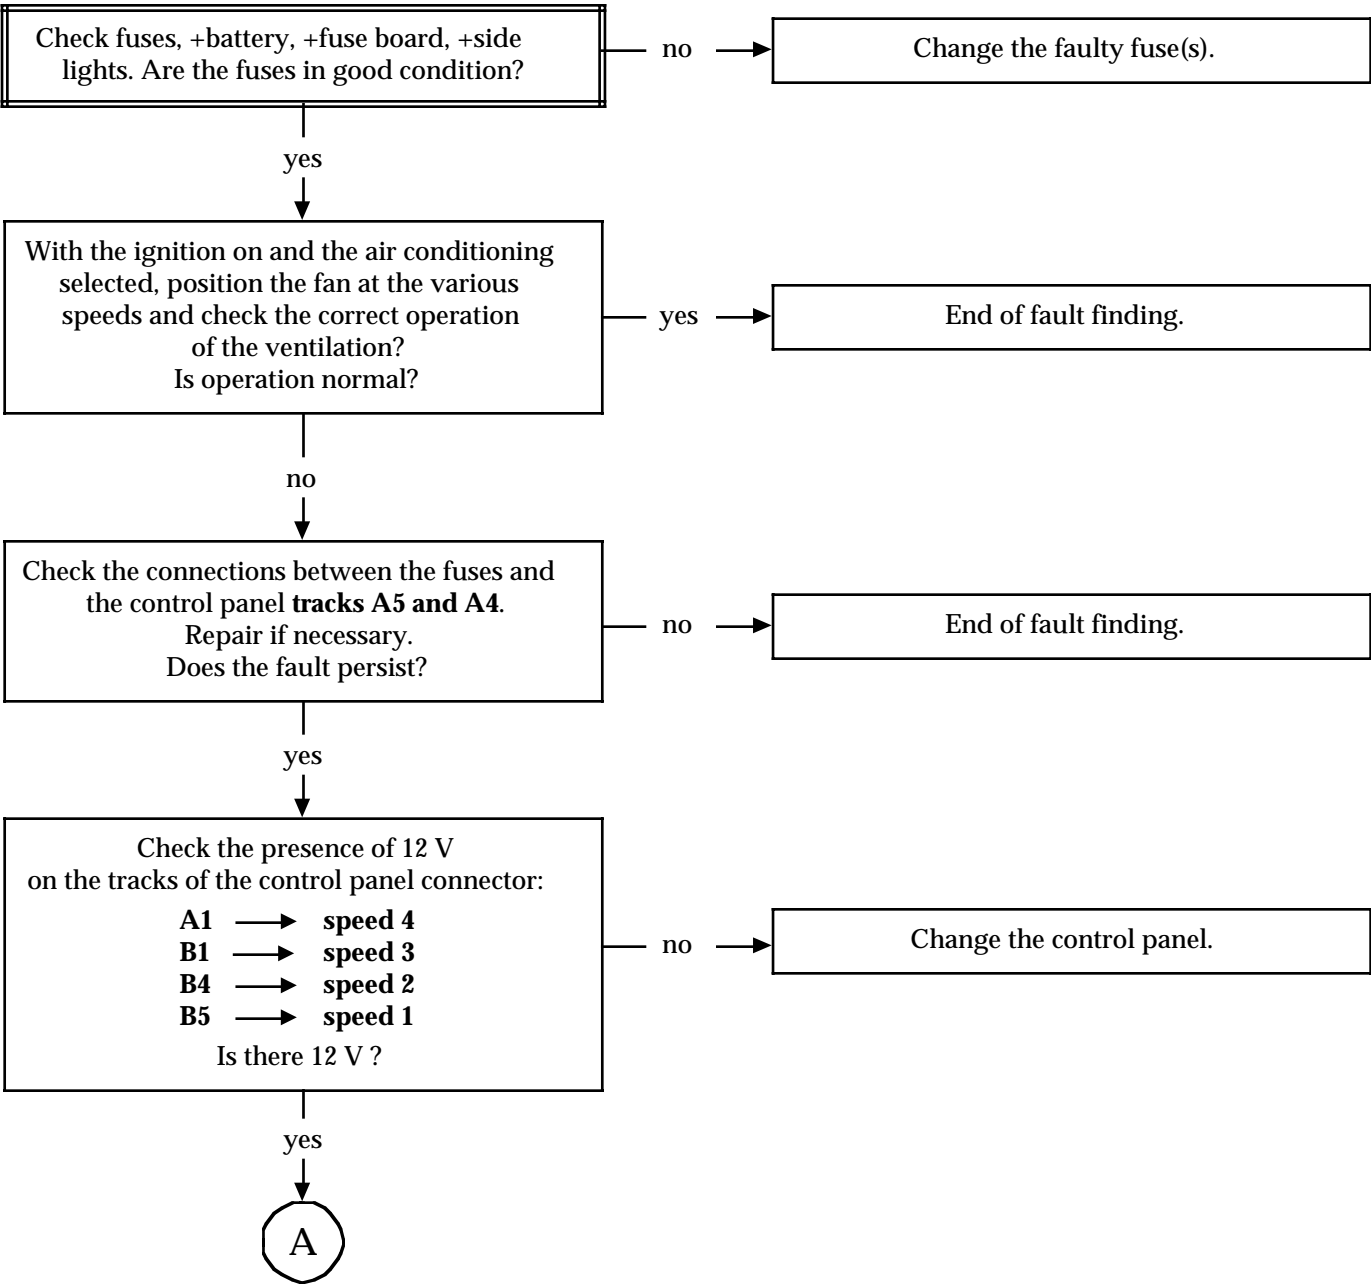 Check fuses, +battery, +fuse board, +side
lights. Are the fuses in good condition?
no
Change the faulty fuse(s).
yes
With the ignition on and the air conditioning
selected, position the fan at the various
speeds and check the correct operation
of the ventilation?
Is operation normal?
yes
End of fault finding.
no
Check the connections between the fuses and
the control panel tracks A5 and A4.
Repair if necessary.
Does the fault persist?
no
End of fault finding.
yes
Check the presence of 12 V
on the tracks of the control panel connector:
A1 speed 4
B1 speed 3
B4 speed 2
B5 speed 1
Is there 12 V ?
no
Change the control panel.
yes
A